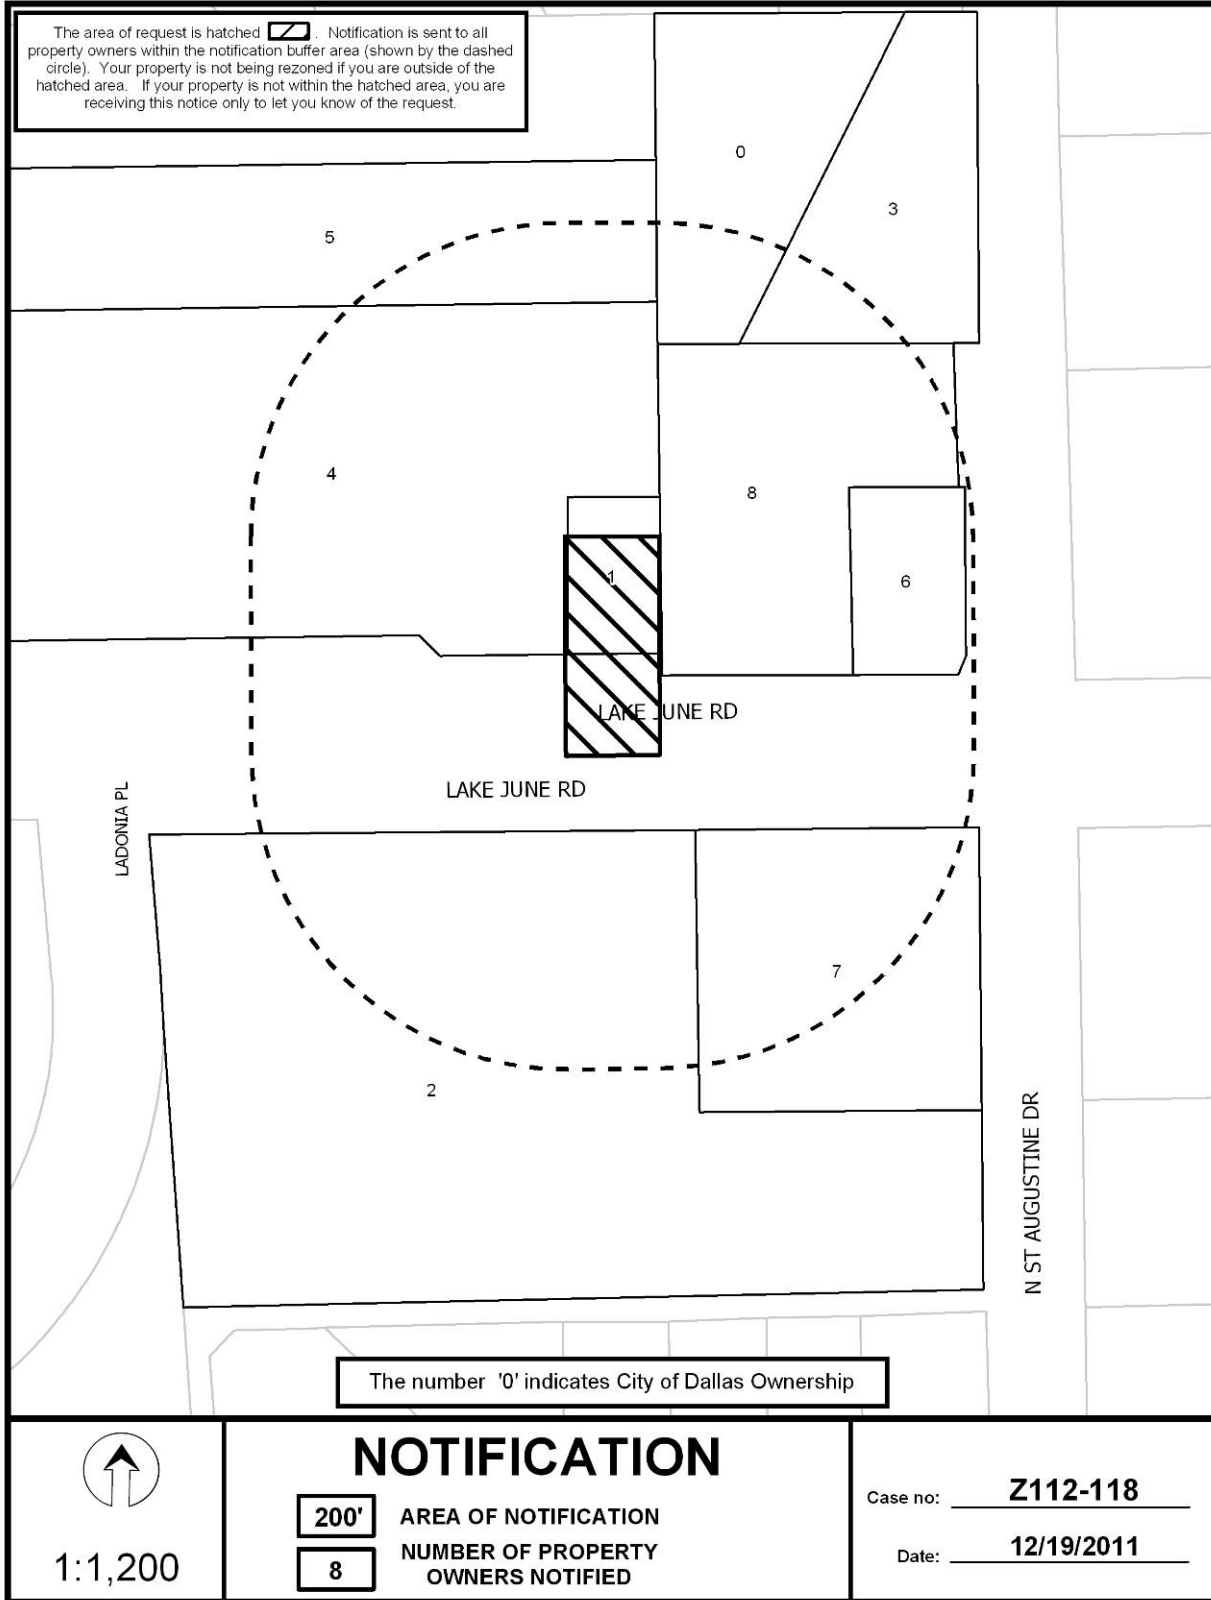 The area of request is hatched . Notification is sent to all
property owners within the notification buffer area (shown by the dashed
circle). Your property is not being rezoned if you are outside of the
hatched area. If your property is not within the hatched area, you are
receiving this notice only to let you know of the request.
0
3
5
4
8
1
6
LAKE JUNE RD
LAKE JUNE RD
LADONIA PL
7
2
N ST AUGUSTINE DR
The number '0' indicates City of Dallas Ownership
1:1,200
NOTIFICATION
200' AREA OF NOTIFICATION
8 NUMBER OF PROPERTY
OWNERS NOTIFIED
Case no: Z112-118
Date: 12/19/2011